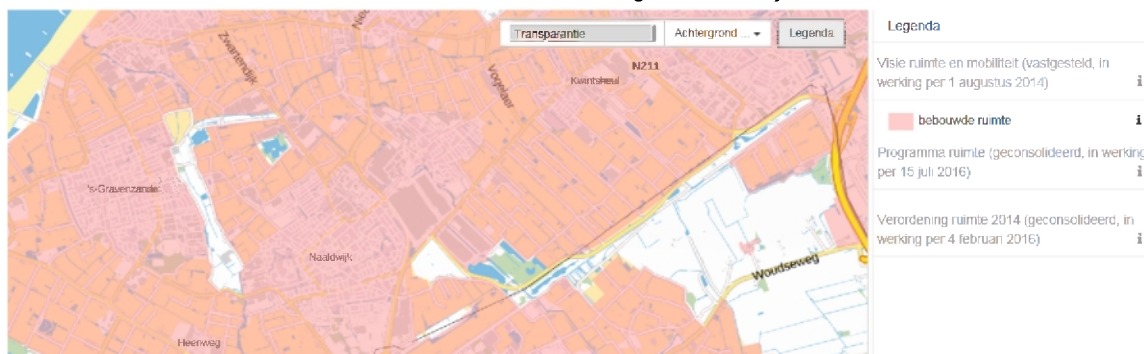 Transparantie
Achtergrond ...
Legenda
Zwartendijk
Vogelaer
N211
Kwintsheul
's-Gravenzande
Naaldwijk
Woudseweg
Heenweg
Legenda
Visie ruimte en mobiliteit (vastgesteld, in
werking per 1 augustus 2014)
bebouwde ruimte
Programma ruimte (geconsolideerd, in werking
per 15 juli 2016)
Verordening ruimte 2014 (geconsolideerd, in
werking per 4 februari 2016)